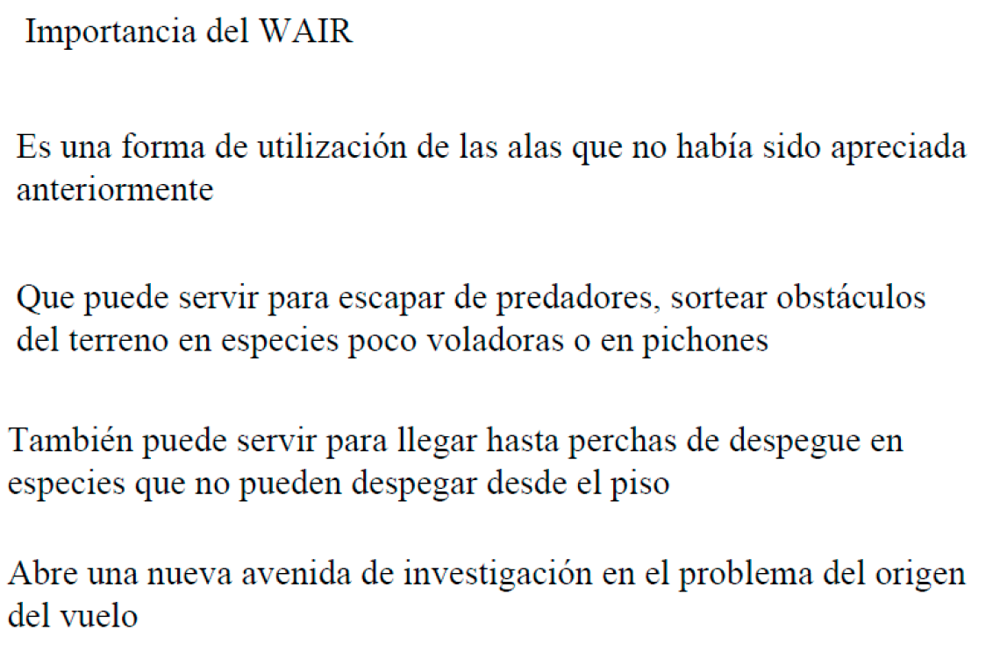 Importancia del WAIR
Es una forma de utilización de las alas que no había sido apreciada
anteriormente
Que puede servir para escapar de predadores, sortear obstáculos
del terreno en especies poco voladoras o en pichones
También puede servir para llegar hasta perchas de despegue en
especies que no pueden despegar desde el piso
Abre una nueva avenida de investigación en el problema del origen
del vuelo